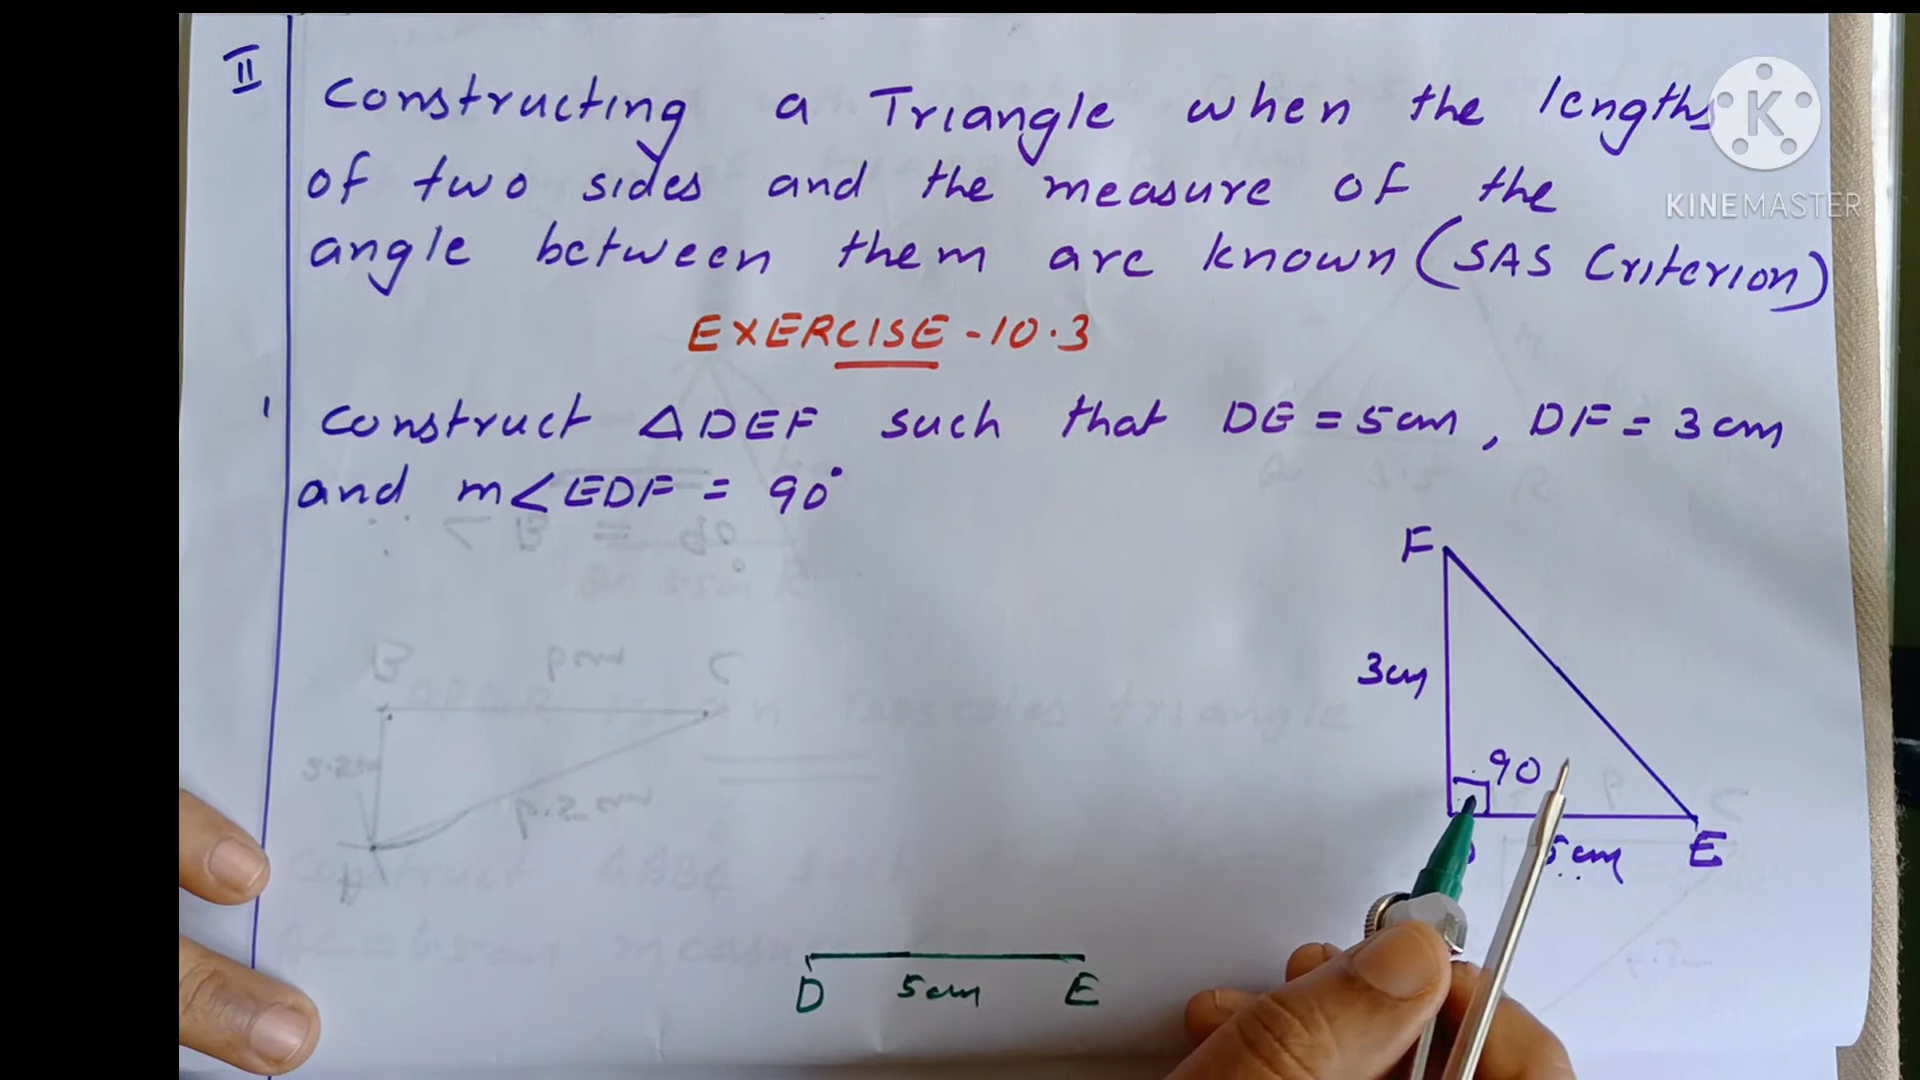 II
Constructing a Triangle when the lengths
of two sides and the measure of the
angle between them are known (SAS Criterion)
EXERCISE - 10.3
1 Construct △DEF such that DE = 5cm, DF = 3cm
and m∠EDF = 90°
F
3cm
90
5cm E
D 5cm E
K
KINEMASTER